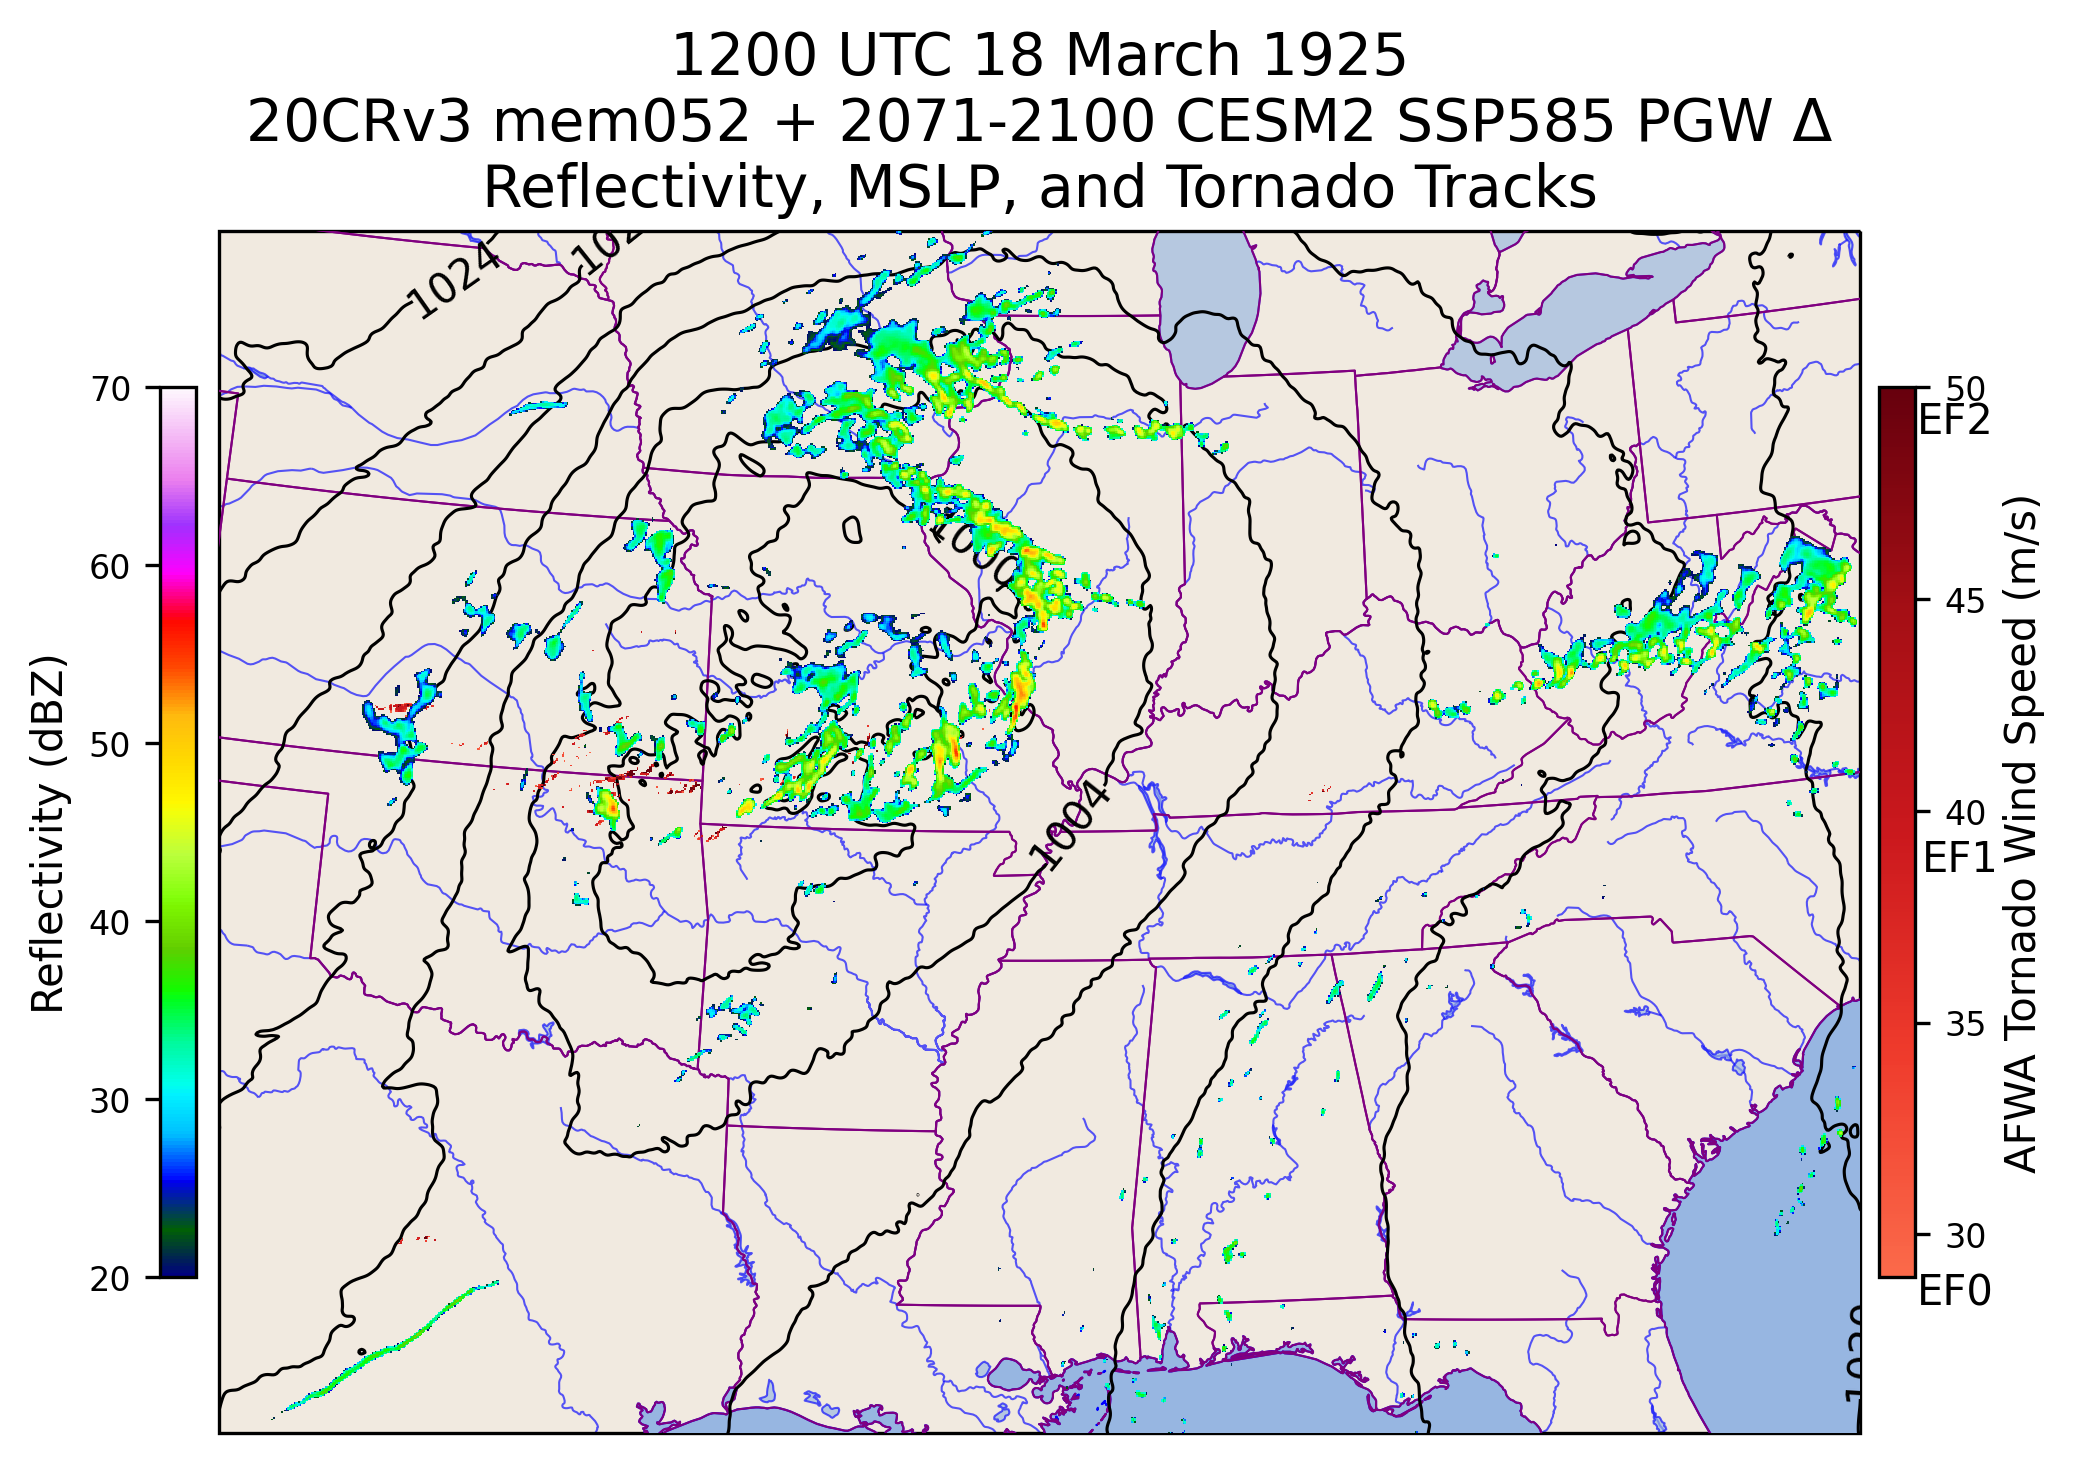 1200 UTC 18 March 1925
20CRv3 mem052 + 2071-2100 CESM2 SSP585 PGW Δ
Reflectivity, MSLP, and Tornado Tracks
1024
1004
1020
70
60
50
40
30
20
Reflectivity (dBZ)
50
EF2
45
40
EF1
35
30
EF0
AFWA Tornado Wind Speed (m/s)